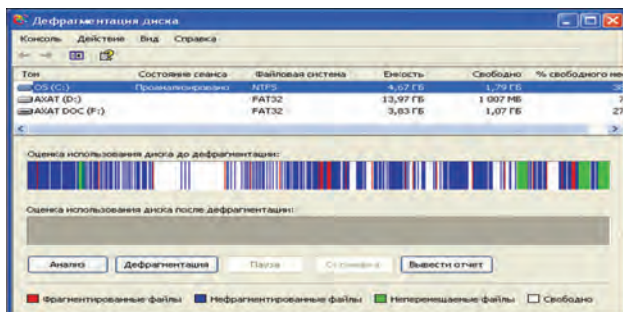 Дефрагментация диска
Консоль Действие Вид Справка
Том Состояние сеанса Файловая система Емкость Свободно % свободного ме
OS (C:) Проанализировано NTFS 4,67 ГБ 1,79 ГБ
AXAT (D:) FAT32 13,97 ГБ 1 007 МБ 7
AXAT DOC (F:) FAT32 3,83 ГБ 1,07 ГБ 27
Оценка использования диска до дефрагментации:
Оценка использования диска после дефрагментации:
Анализ Дефрагментация Пауза Остановка Вывести отчет
Фрагментированные файлы Нефрагментированные файлы Неперемещаемые файлы Свободно